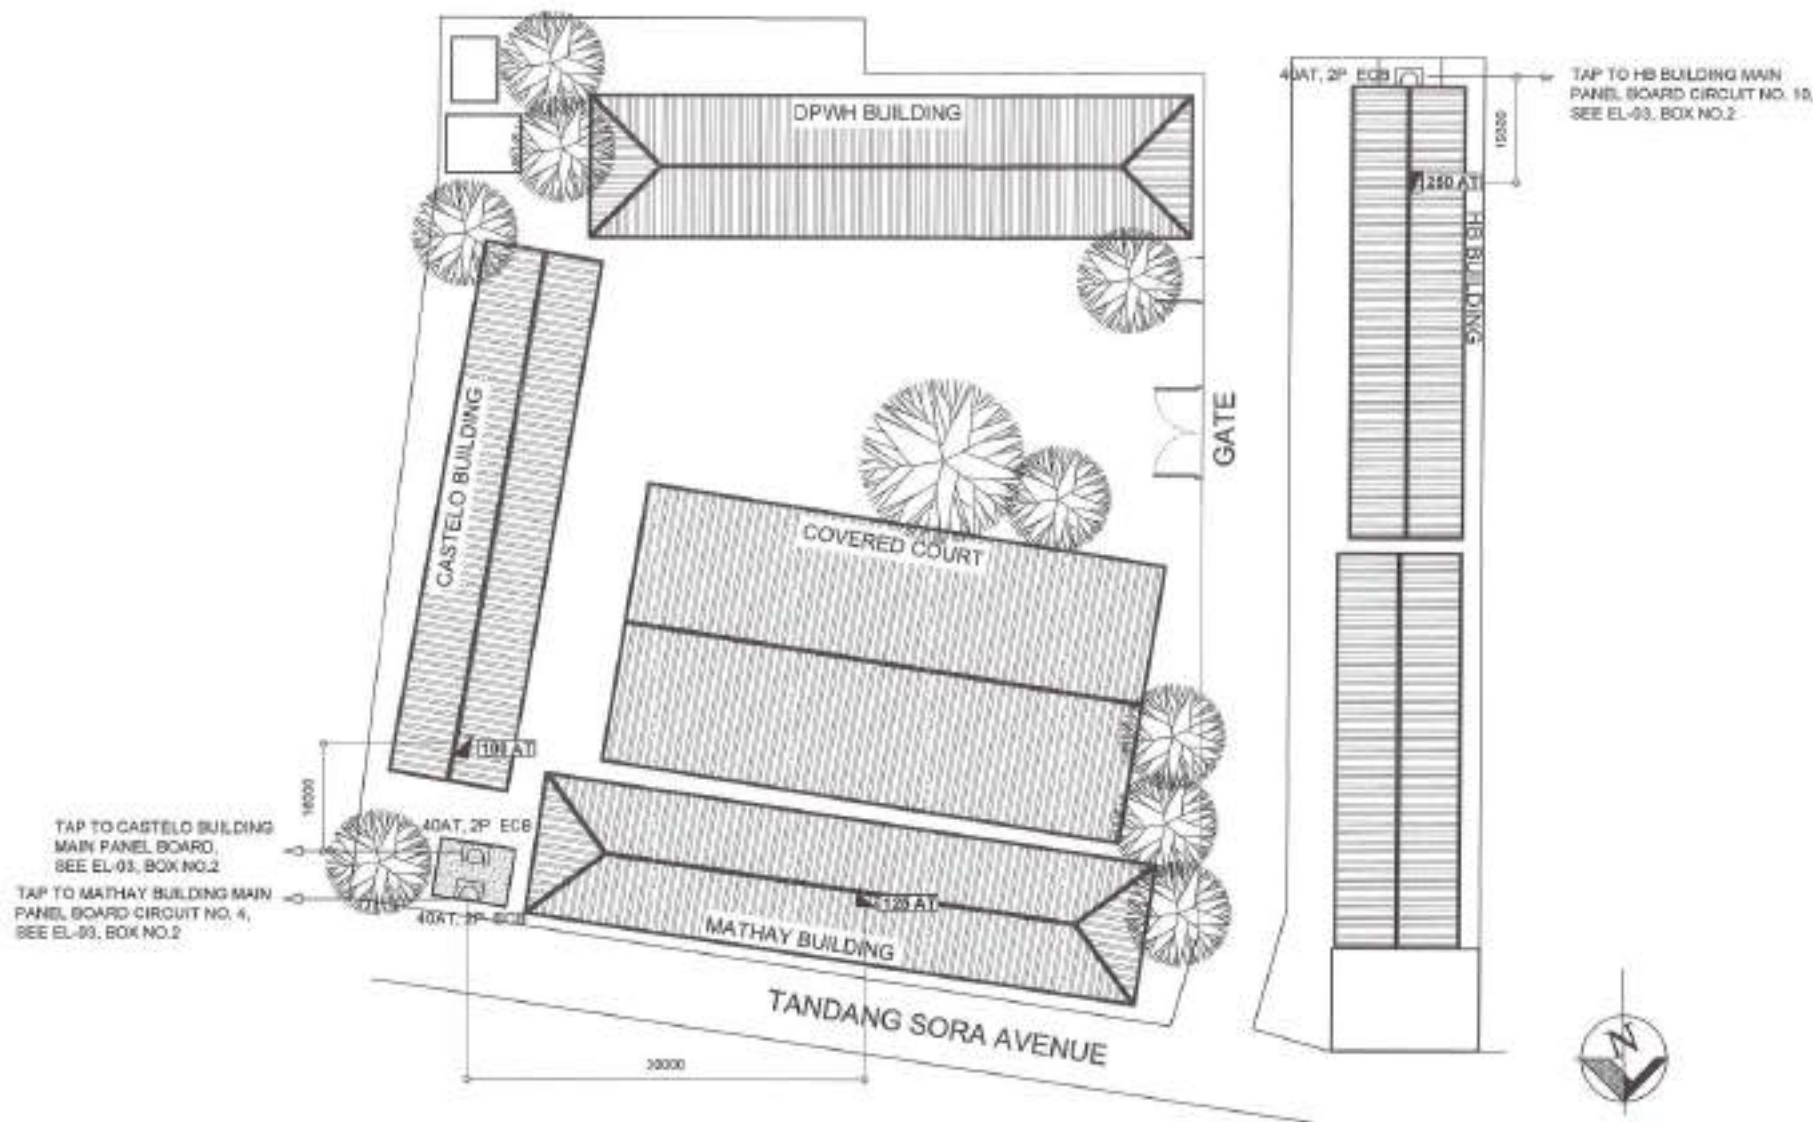 40AT, 2P ECB
TAP TO HB BUILDING MAIN
PANEL BOARD CIRCUIT NO. 10,
SEE EL-03, BOX NO.2
DPWH BUILDING
250 AT
HB BUILDING
CASTELO BUILDING
GATE
COVERED COURT
100 AT
16000
40AT, 2P ECB
TAP TO CASTELO BUILDING
MAIN PANEL BOARD,
SEE EL-03, BOX NO.2
TAP TO MATHAY BUILDING MAIN
PANEL BOARD CIRCUIT NO. 4,
SEE EL-03, BOX NO.2
40AT, 2P ECB
125 AT
MATHAY BUILDING
TANDANG SORA AVENUE
N